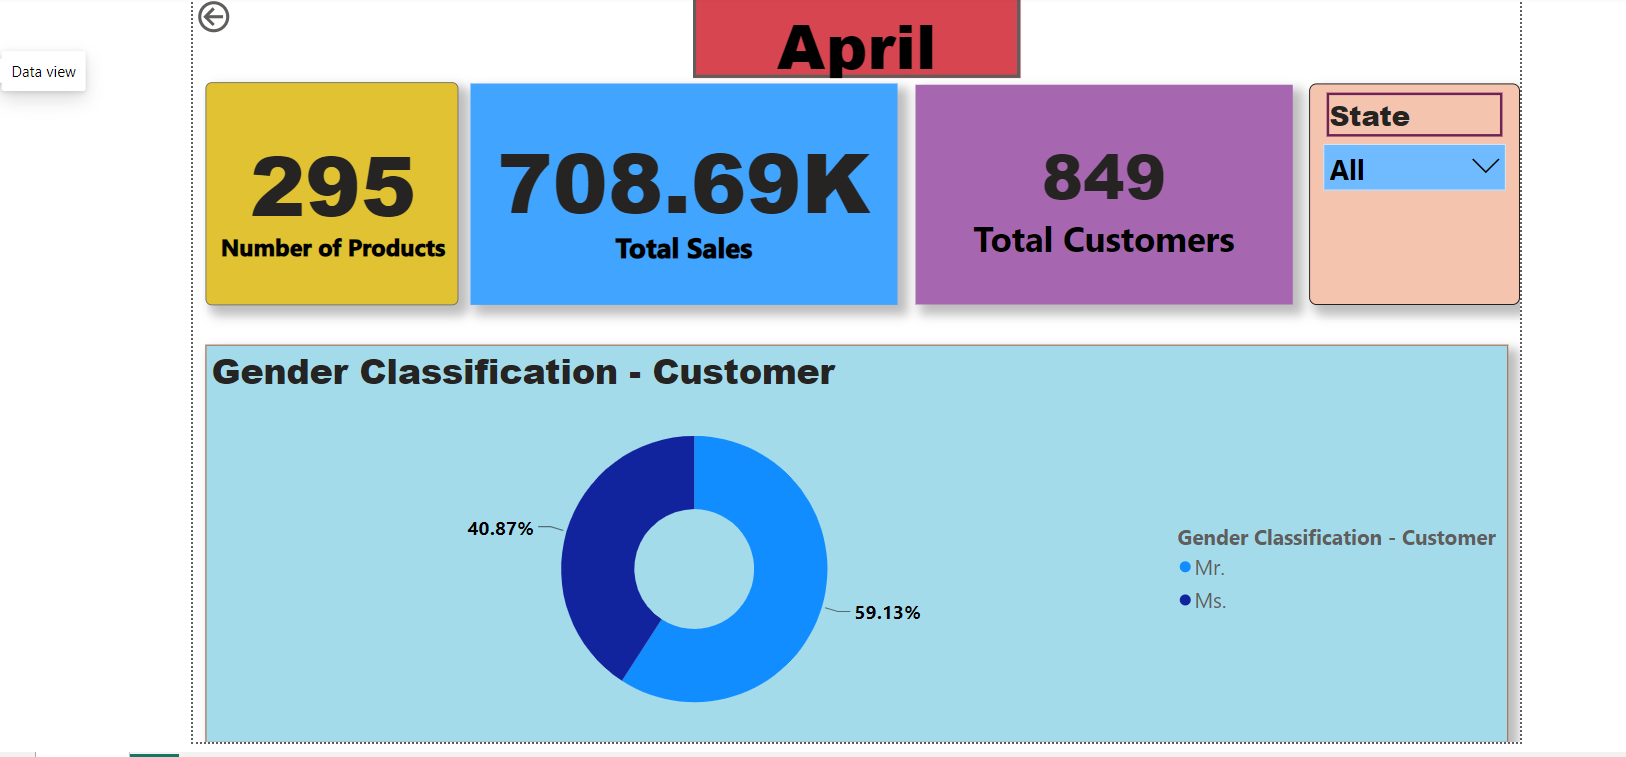 April
Data view
295
Number of Products
708.69K
Total Sales
849
Total Customers
State
All
Gender Classification - Customer
40.87%
59.13%
Gender Classification - Customer
Mr.
Ms.